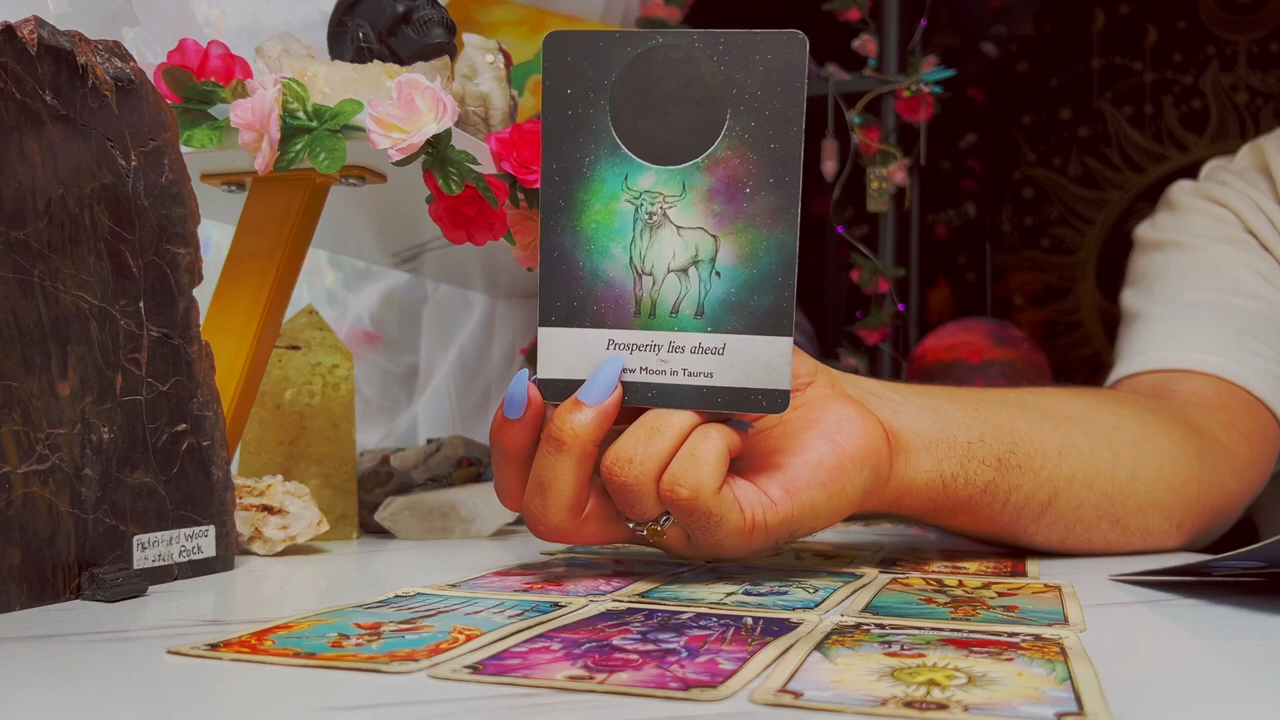 Prosperity lies ahead
ew Moon in Taurus
Petrified Wood
Rock